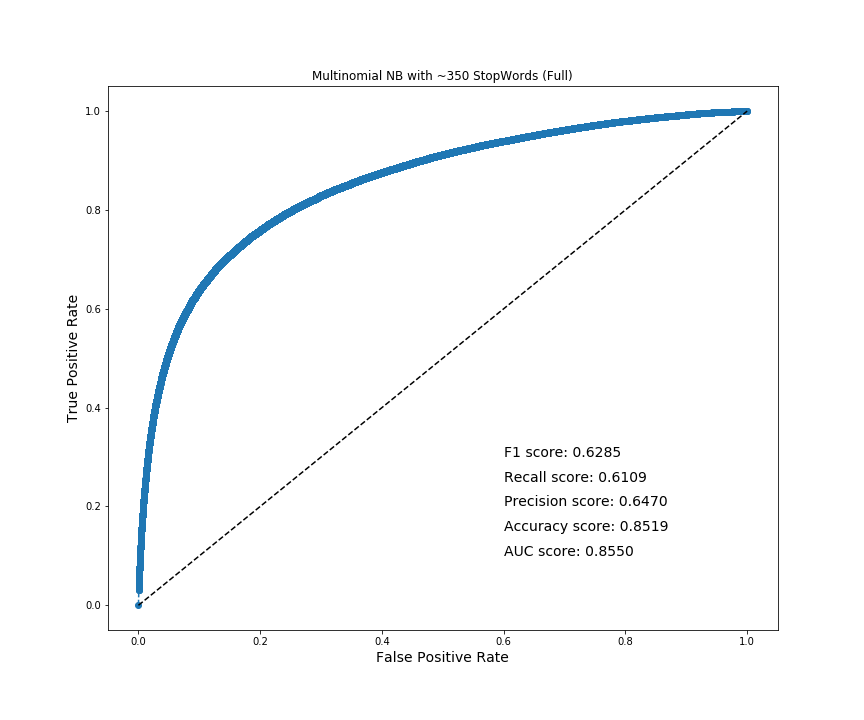 Multinomial NB with ~350 StopWords (Full)
1.0
0.8
0.6
0.4
0.2
0.0
True Positive Rate
F1 score: 0.6285
Recall score: 0.6109
Precision score: 0.6470
Accuracy score: 0.8519
AUC score: 0.8550
0.0 0.2 0.4 0.6 0.8 1.0
False Positive Rate